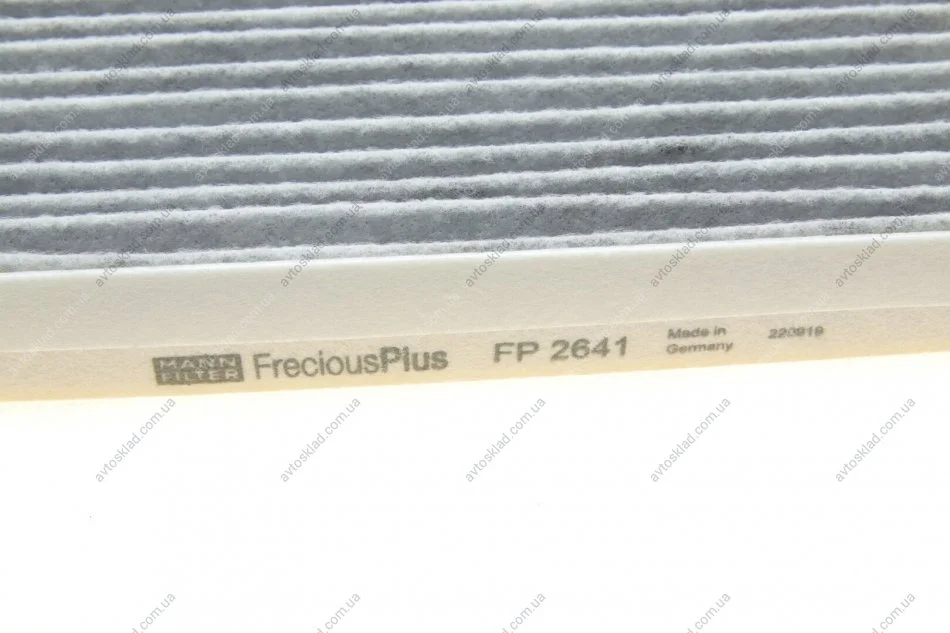 MANN
FILTER
FreciousPlus
FP 2641
Made in
Germany
220919
avtosklad.com.ua